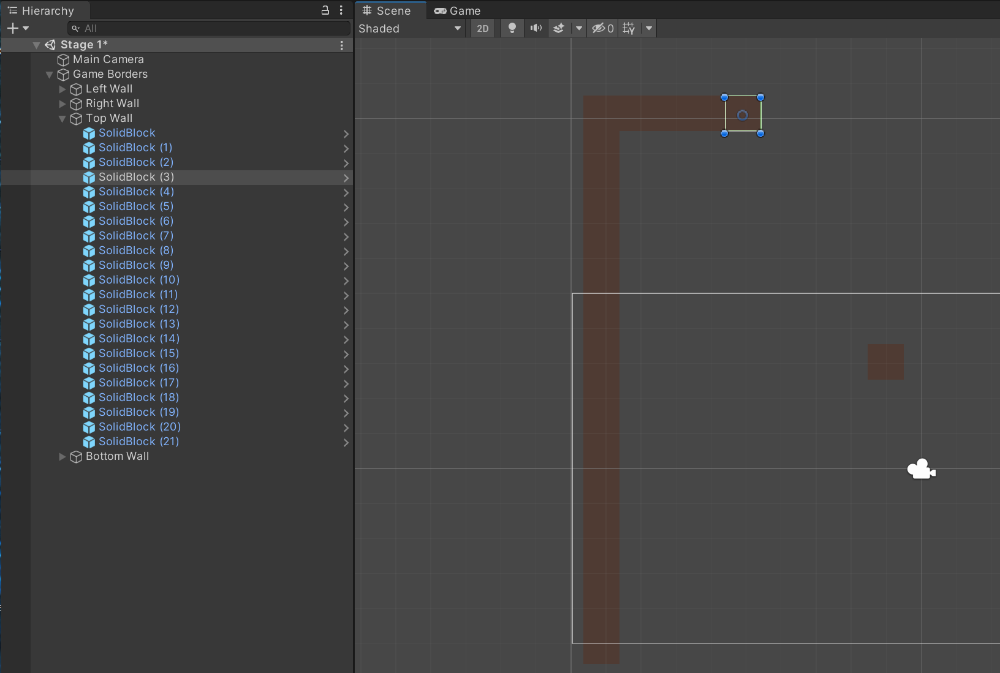 Hierarchy
All
Stage 1*
Main Camera
Game Borders
Left Wall
Right Wall
Top Wall
SolidBlock
SolidBlock (1)
SolidBlock (2)
SolidBlock (3)
SolidBlock (4)
SolidBlock (5)
SolidBlock (6)
SolidBlock (7)
SolidBlock (8)
SolidBlock (9)
SolidBlock (10)
SolidBlock (11)
SolidBlock (12)
SolidBlock (13)
SolidBlock (14)
SolidBlock (15)
SolidBlock (16)
SolidBlock (17)
SolidBlock (18)
SolidBlock (19)
SolidBlock (20)
SolidBlock (21)
Bottom Wall
Scene Game
Shaded 2D 0 Y